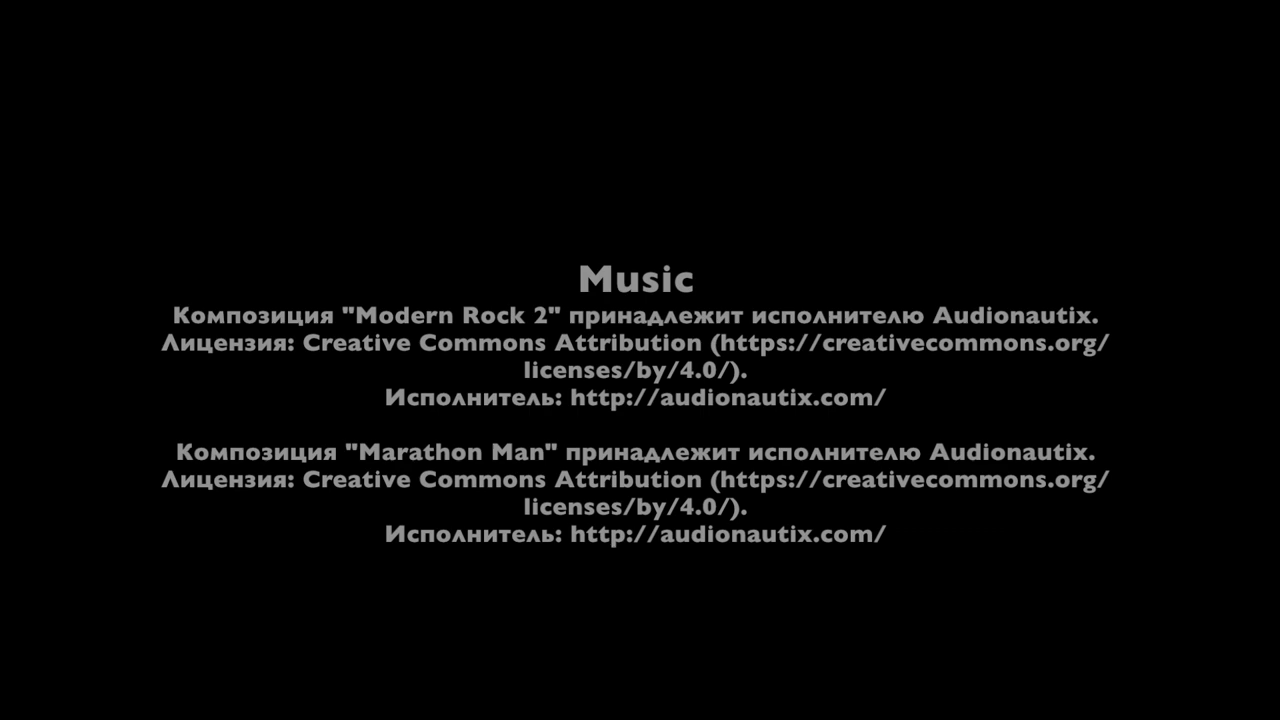 Music
Композиция "Modern Rock 2" принадлежит исполнителю Audionautix.
Лицензия: Creative Commons Attribution (https://creativecommons.org/
licenses/by/4.0/).
Исполнитель: http://audionautix.com/
Композиция "Marathon Man" принадлежит исполнителю Audionautix.
Лицензия: Creative Commons Attribution (https://creativecommons.org/
licenses/by/4.0/).
Исполнитель: http://audionautix.com/